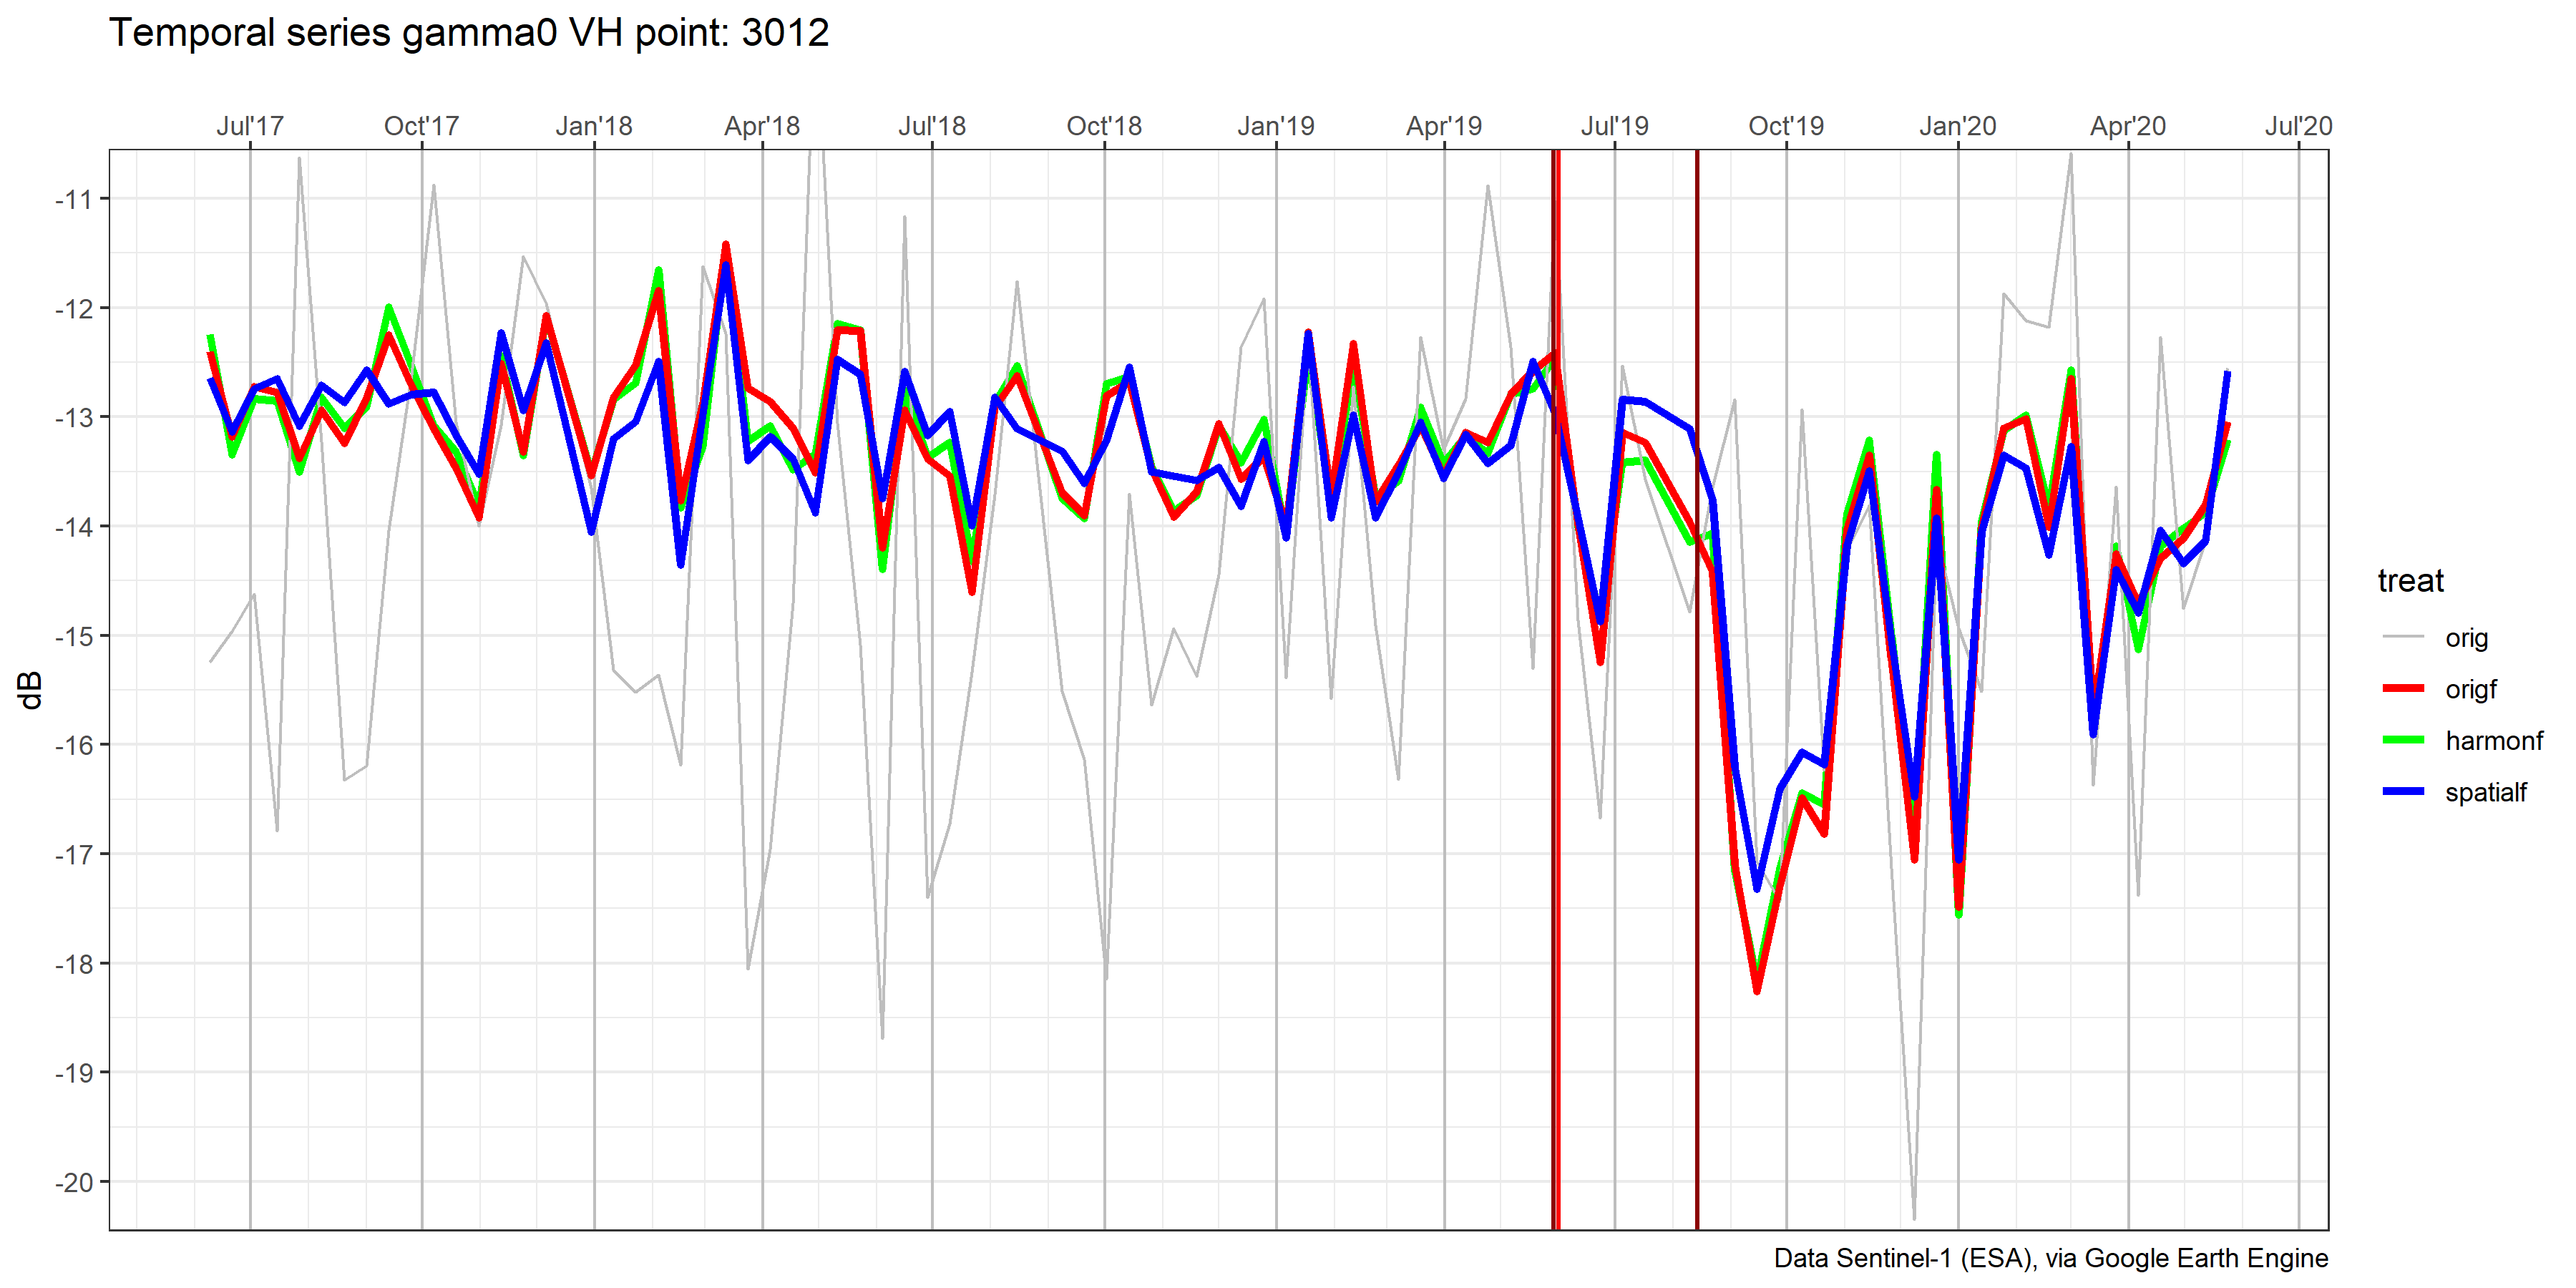 Temporal series gamma0 VH point: 3012
Jul'17 Oct'17 Jan'18 Apr'18 Jul'18 Oct'18 Jan'19 Apr'19 Jul'19 Oct'19 Jan'20 Apr'20 Jul'20
-11
-12
-13
-14
-15
-16
-17
-18
-19
-20
dB
treat
orig
origf
harmonf
spatialf
Data Sentinel-1 (ESA), via Google Earth Engine